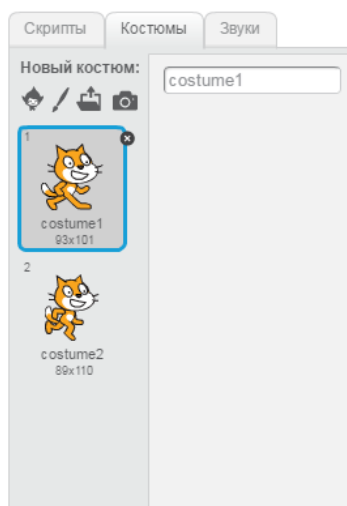 Скрипты Костюмы Звуки
Новый костюм:
costume1
1
costume1
93x101
2
costume2
89x110